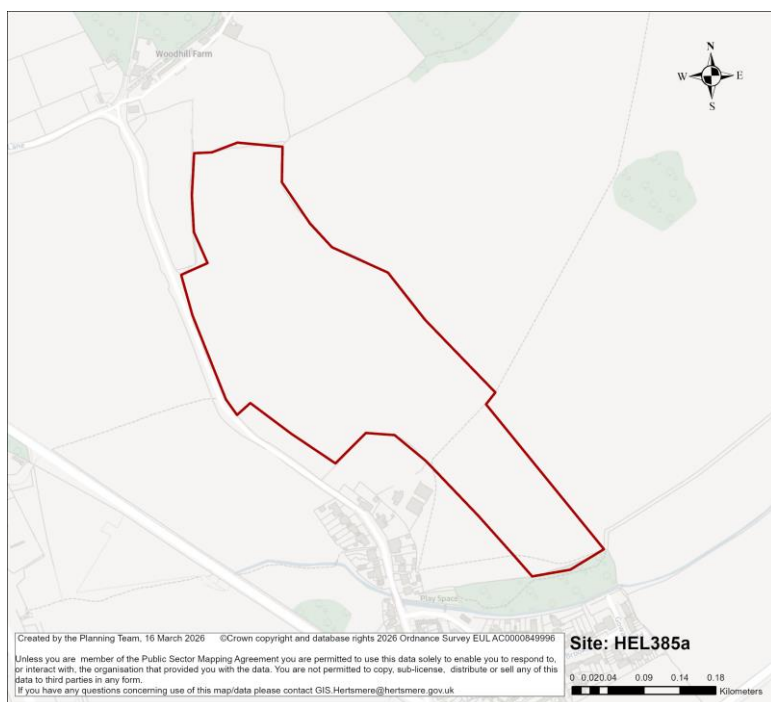 Woodhill Farm
N
W E
S
Lane
Play Space
Created by the Planning Team, 16 March 2026 ©Crown copyright and database rights 2026 Ordnance Survey EUL AC0000849996
Unless you are member of the Public Sector Mapping Agreement you are permitted to use this data solely to enable you to respond to,
or interact with, the organisation that provided you with the data. You are not permitted to copy, sub-license, distribute or sell any of this
data to third parties in any form.
If you have any questions concerning use of this map/data please contact GIS.Hertsmere@hertsmere.gov.uk
Site: HEL385a
0 0.020.04 0.09 0.14 0.18
Kilometers